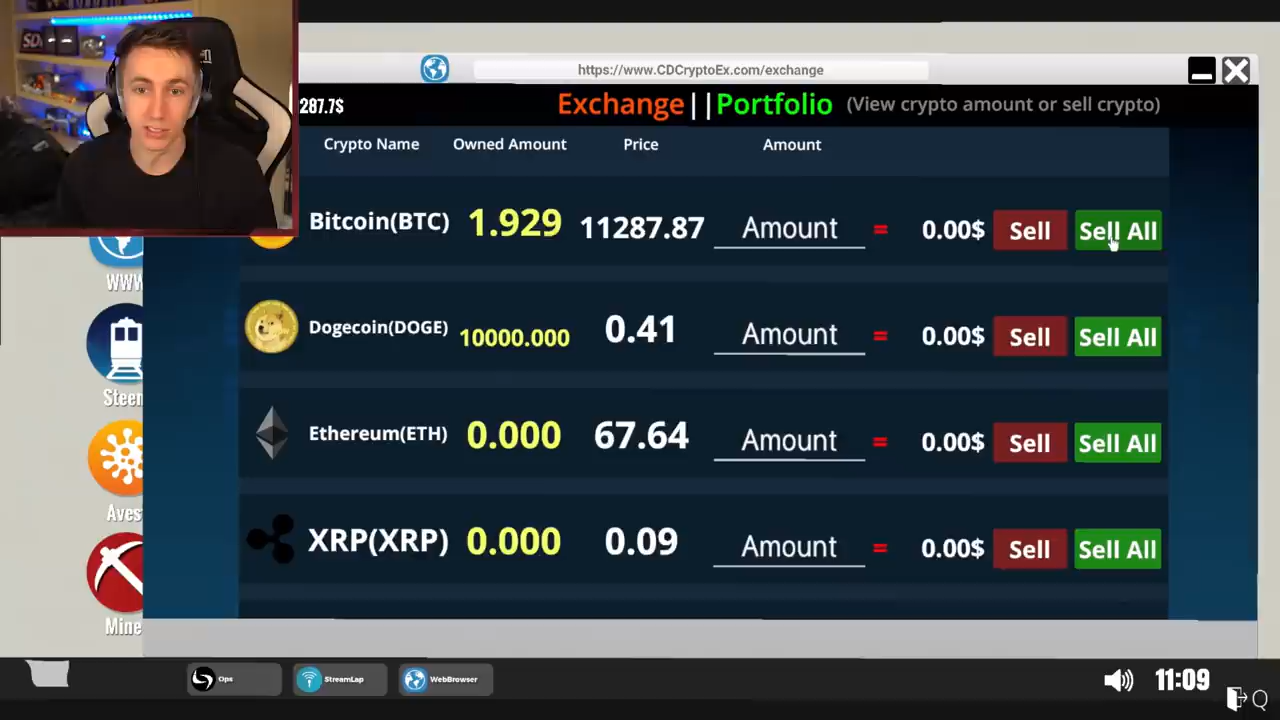 SD
https://www.CDCryptoEx.com/exchange
287.7$ Exchange||Portfolio (View crypto amount or sell crypto)
Crypto Name Owned Amount Price Amount
Bitcoin(BTC) 1.929 11287.87 Amount = 0.00$ Sell Sell All
WWW
Dogecoin(DOGE) 10000.000 0.41 Amount = 0.00$ Sell Sell All
Steen
Ethereum(ETH) 0.000 67.64 Amount = 0.00$ Sell Sell All
Aves
XRP(XRP) 0.000 0.09 Amount = 0.00$ Sell Sell All
Mine
Ops StreamLap WebBrowser 11:09
Q